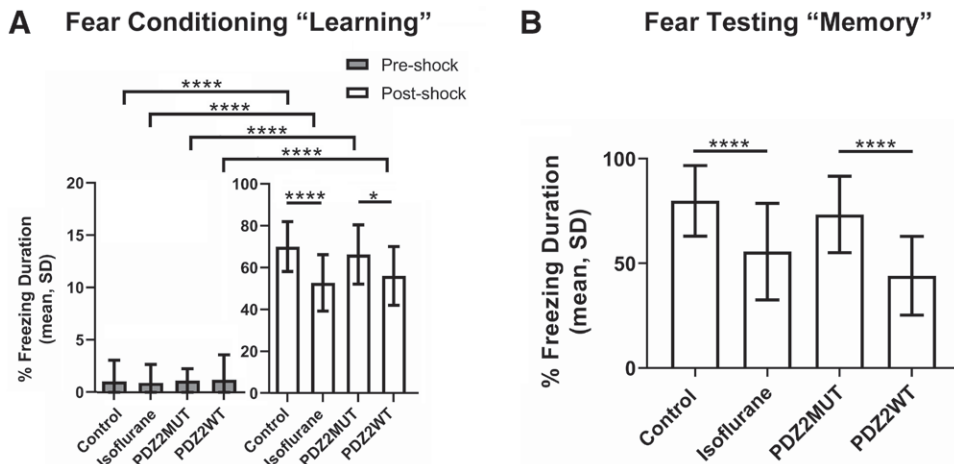 A Fear Conditioning “Learning”
Pre-shock
Post-shock
****
****
****
****
% Freezing Duration
(mean, SD)
20
15
10
5
0
Control
Isoflurane
PDZ2MUT
PDZ2WT
100
80
60
40
20
0
****
*
Control
Isoflurane
PDZ2MUT
PDZ2WT
B Fear Testing “Memory”
% Freezing Duration
(mean, SD)
100
50
0
****
****
Control
Isoflurane
PDZ2MUT
PDZ2WT